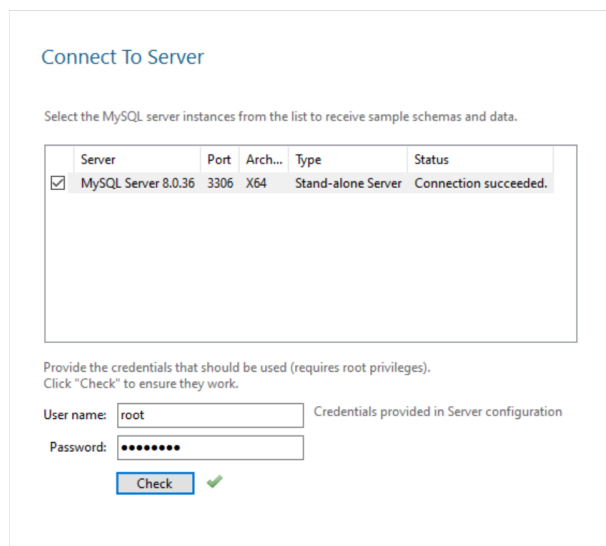 Connect To Server
Select the MySQL server instances from the list to receive sample schemas and data.
Server Port Arch... Type Status
MySQL Server 8.0.36 3306 X64 Stand-alone Server Connection succeeded.
Provide the credentials that should be used (requires root privileges).
Click "Check" to ensure they work.
User name: root Credentials provided in Server configuration
Password: ●●●●●●●●
Check